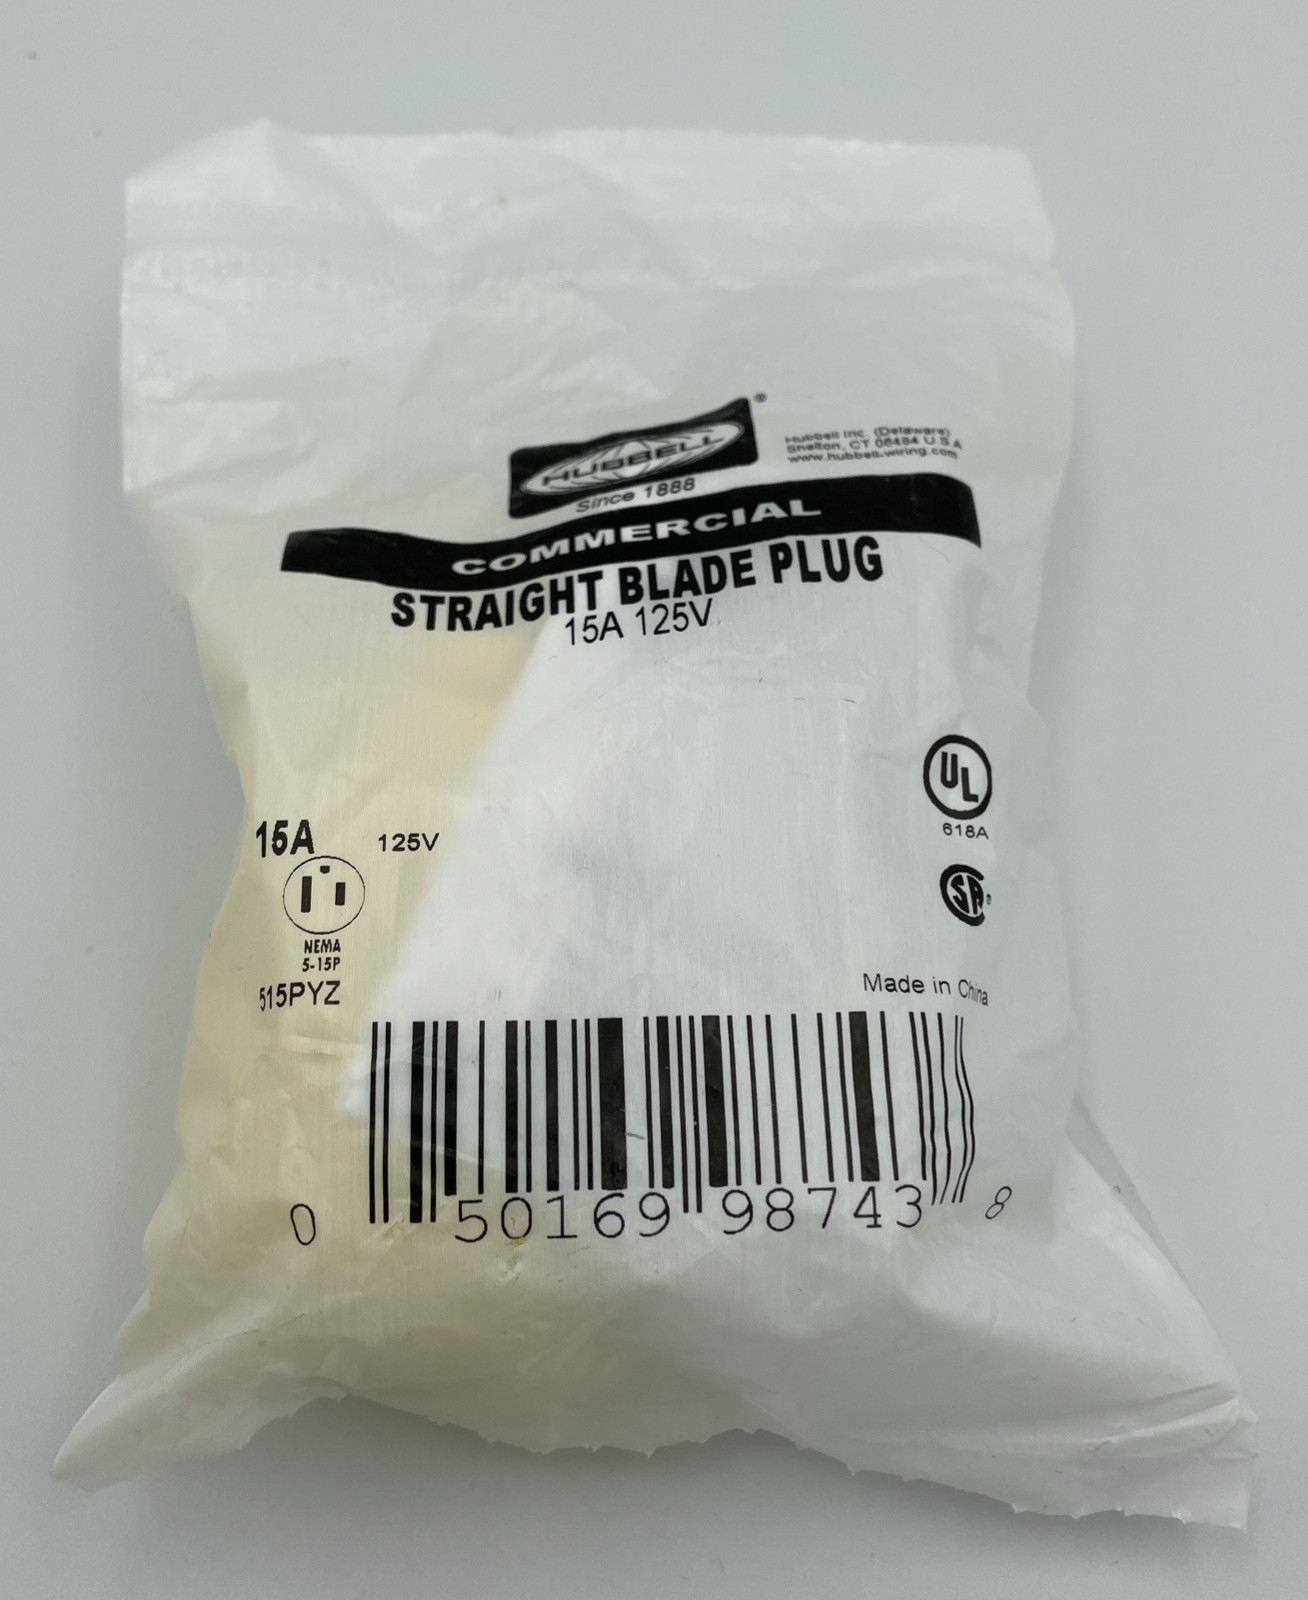 HUBBELL ®
Since 1888
Hubbell Inc. (Delaware)
Shelton, CT 06484 U.S.A
www.hubbell-wiring.com
COMMERCIAL
STRAIGHT BLADE PLUG
15A 125V
UL
618A
15A 125V
SA ®
NEMA
5-15P
515PYZ
Made in China
0 50169 98743 8